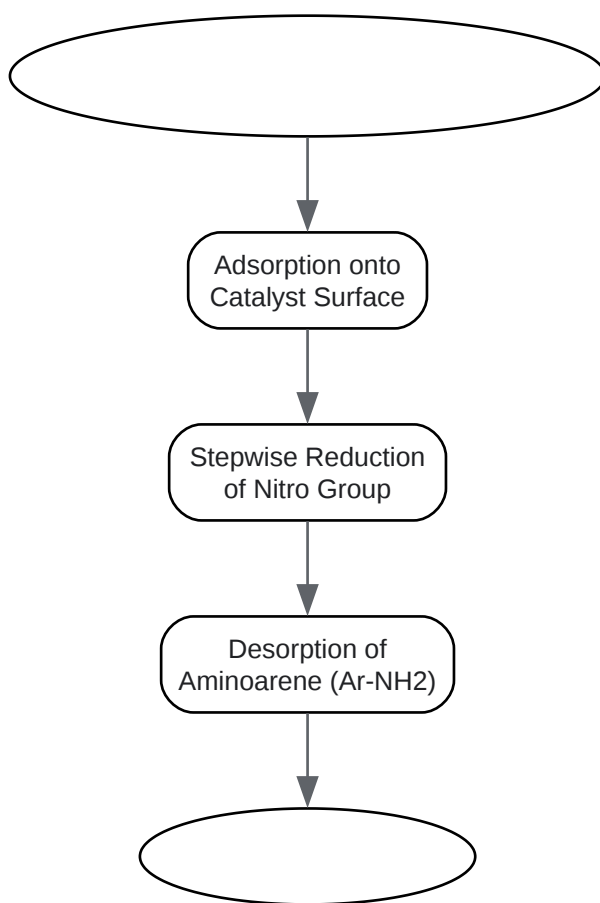 Adsorption onto
Catalyst Surface
Stepwise Reduction
of Nitro Group
Desorption of
Aminoarene (Ar-NH2)